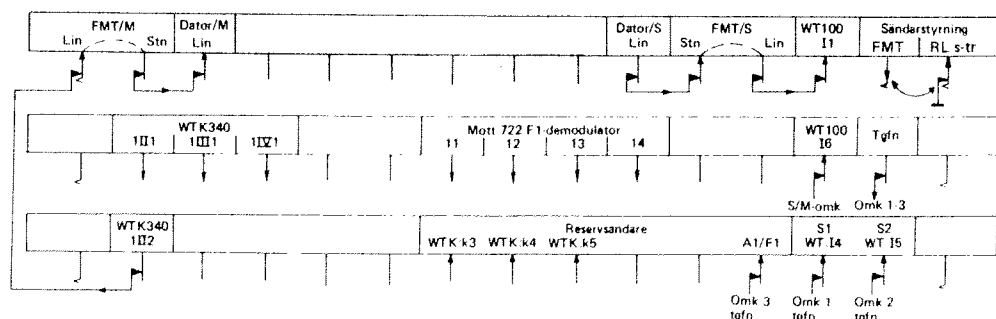 FMT/M Dator/M Dator/S FMT/S WT100 Sändarstyrning
Lin Stn Lin Lin Stn Lin I1 FMT RL s-tr
WTK340 Mott 722 F1-demodulator WT100 Tgfn
1II1 1III1 1IV1 11 12 13 14 I6
S/M-omk Omk 1-3
WTK340 Reservsändare S1 S2
1II2 WTK:k3 WTK:k4 WTK.k5 A1/F1 WT I4 WT I5
Omk 3 Omk 1 Omk 2
tgfn tgfn tgfn